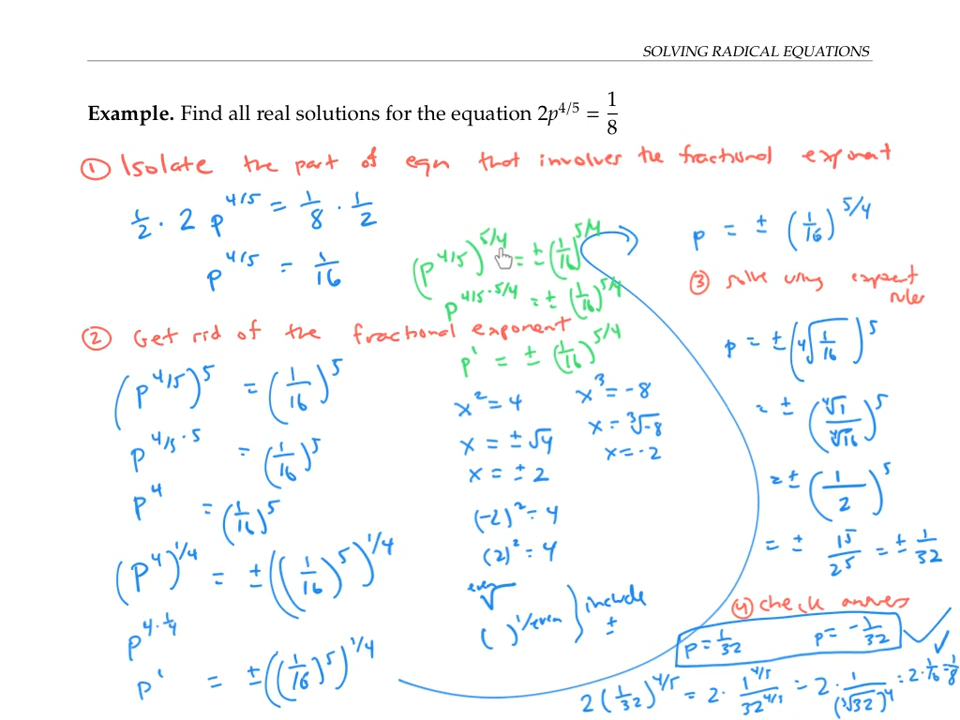 SOLVING RADICAL EQUATIONS
Example. Find all real solutions for the equation 2p^{4/5} = 1/8
① Isolate the part of eqn that involves the fractional exponent
1/2 · 2 p^{4/5} = 1/8 · 1/2
p^{4/5} = 1/16
② Get rid of the fractional exponent
(p^{4/5})^5 = (1/16)^5
p^{4/5 · 5} = (1/16)^5
p^4 = (1/16)^5
(p^4)^{1/4} = ±((1/16)^5)^{1/4}
p^{4 · 1/4}
p^1 = ±((1/16)^5)^{1/4}
(p^{4/5})^{5/4} = ±(1/16)^{5/4}
p^{4/5 · 5/4} = ±(1/16)^{5/4}
p^1 = ±(1/16)^{5/4}
x^2 = 4
x = ±√4
x = ±2
(-2)^2 = 4
(2)^2 = 4
x^3 = -8
x = ∛-8
x = -2
even√
( )^{1/even} } include ±
p = ± (1/16)^{5/4}
③ solve using exponent rules
p = ±(∜(1/16))^5
= ± (∜1/∜16)^5
= ± (1/2)^5
= ± 1^5/2^5 = ± 1/32
④ check answers
p = 1/32 p = -1/32 ✓
2(1/32)^{4/5} = 2 · 1^{4/5}/32^{4/5} = 2 · 1/(⁵√32)^4 = 2 · 1/16 = 1/8 ✓